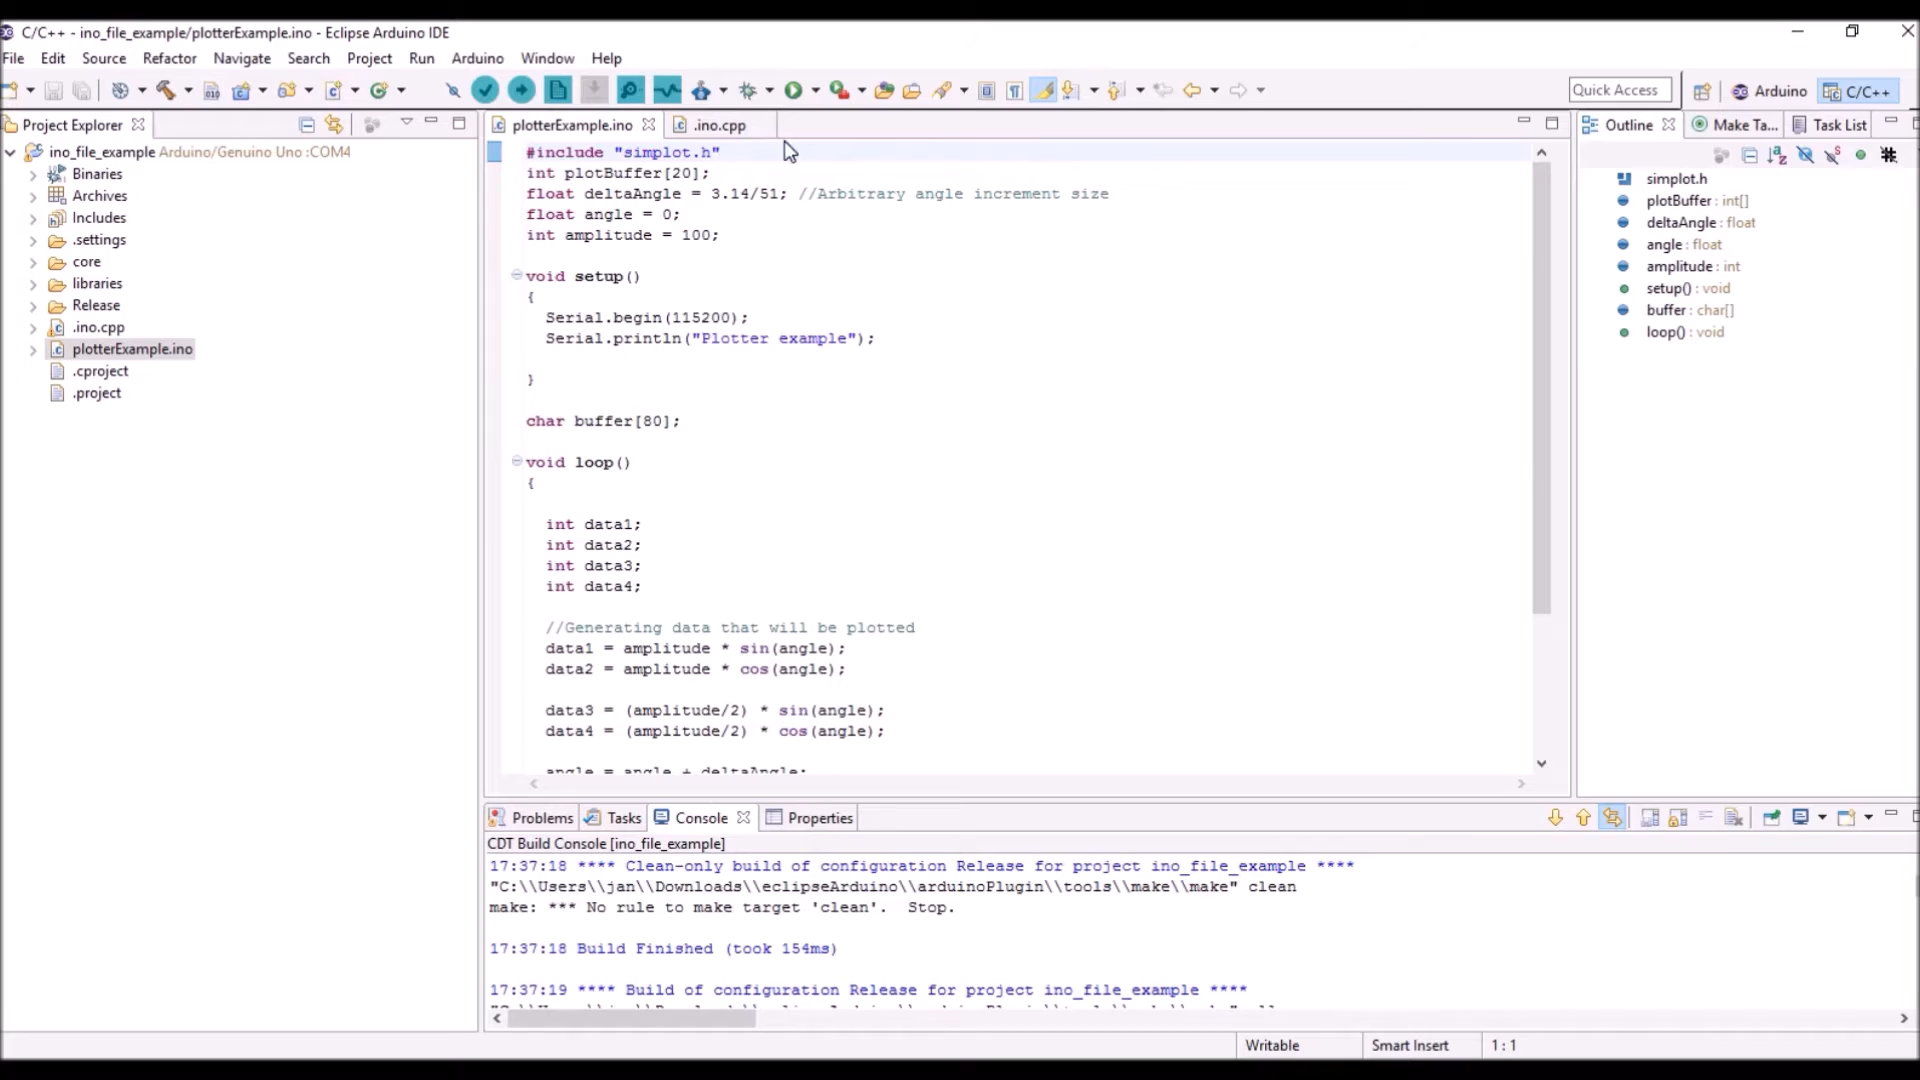 C/C++ - ino_file_example/plotterExample.ino - Eclipse Arduino IDE
File Edit Source Refactor Navigate Search Project Run Arduino Window Help
Quick Access
Arduino
C/C++
Project Explorer
ino_file_example Arduino/Genuino Uno :COM4
Binaries
Archives
Includes
.settings
core
libraries
Release
.ino.cpp
plotterExample.ino
.cproject
.project
plotterExample.ino
.ino.cpp
#include "simplot.h"
int plotBuffer[20];
float deltaAngle = 3.14/51; //Arbitrary angle increment size
float angle = 0;
int amplitude = 100;
void setup()
{
Serial.begin(115200);
Serial.println("Plotter example");
}
char buffer[80];
void loop()
{
int data1;
int data2;
int data3;
int data4;
//Generating data that will be plotted
data1 = amplitude * sin(angle);
data2 = amplitude * cos(angle);
data3 = (amplitude/2) * sin(angle);
data4 = (amplitude/2) * cos(angle);
angle = angle + deltaAngle;
Outline
Make Ta...
Task List
simplot.h
plotBuffer : int[]
deltaAngle : float
angle : float
amplitude : int
setup() : void
buffer : char[]
loop() : void
Problems
Tasks
Console
Properties
CDT Build Console [ino_file_example]
17:37:18 **** Clean-only build of configuration Release for project ino_file_example ****
"C:\\Users\\jan\\Downloads\\eclipseArduino\\arduinoPlugin\\tools\\make\\make" clean
make: *** No rule to make target 'clean'.  Stop.
17:37:18 Build Finished (took 154ms)
17:37:19 **** Build of configuration Release for project ino_file_example ****
Writable
Smart Insert
1 : 1